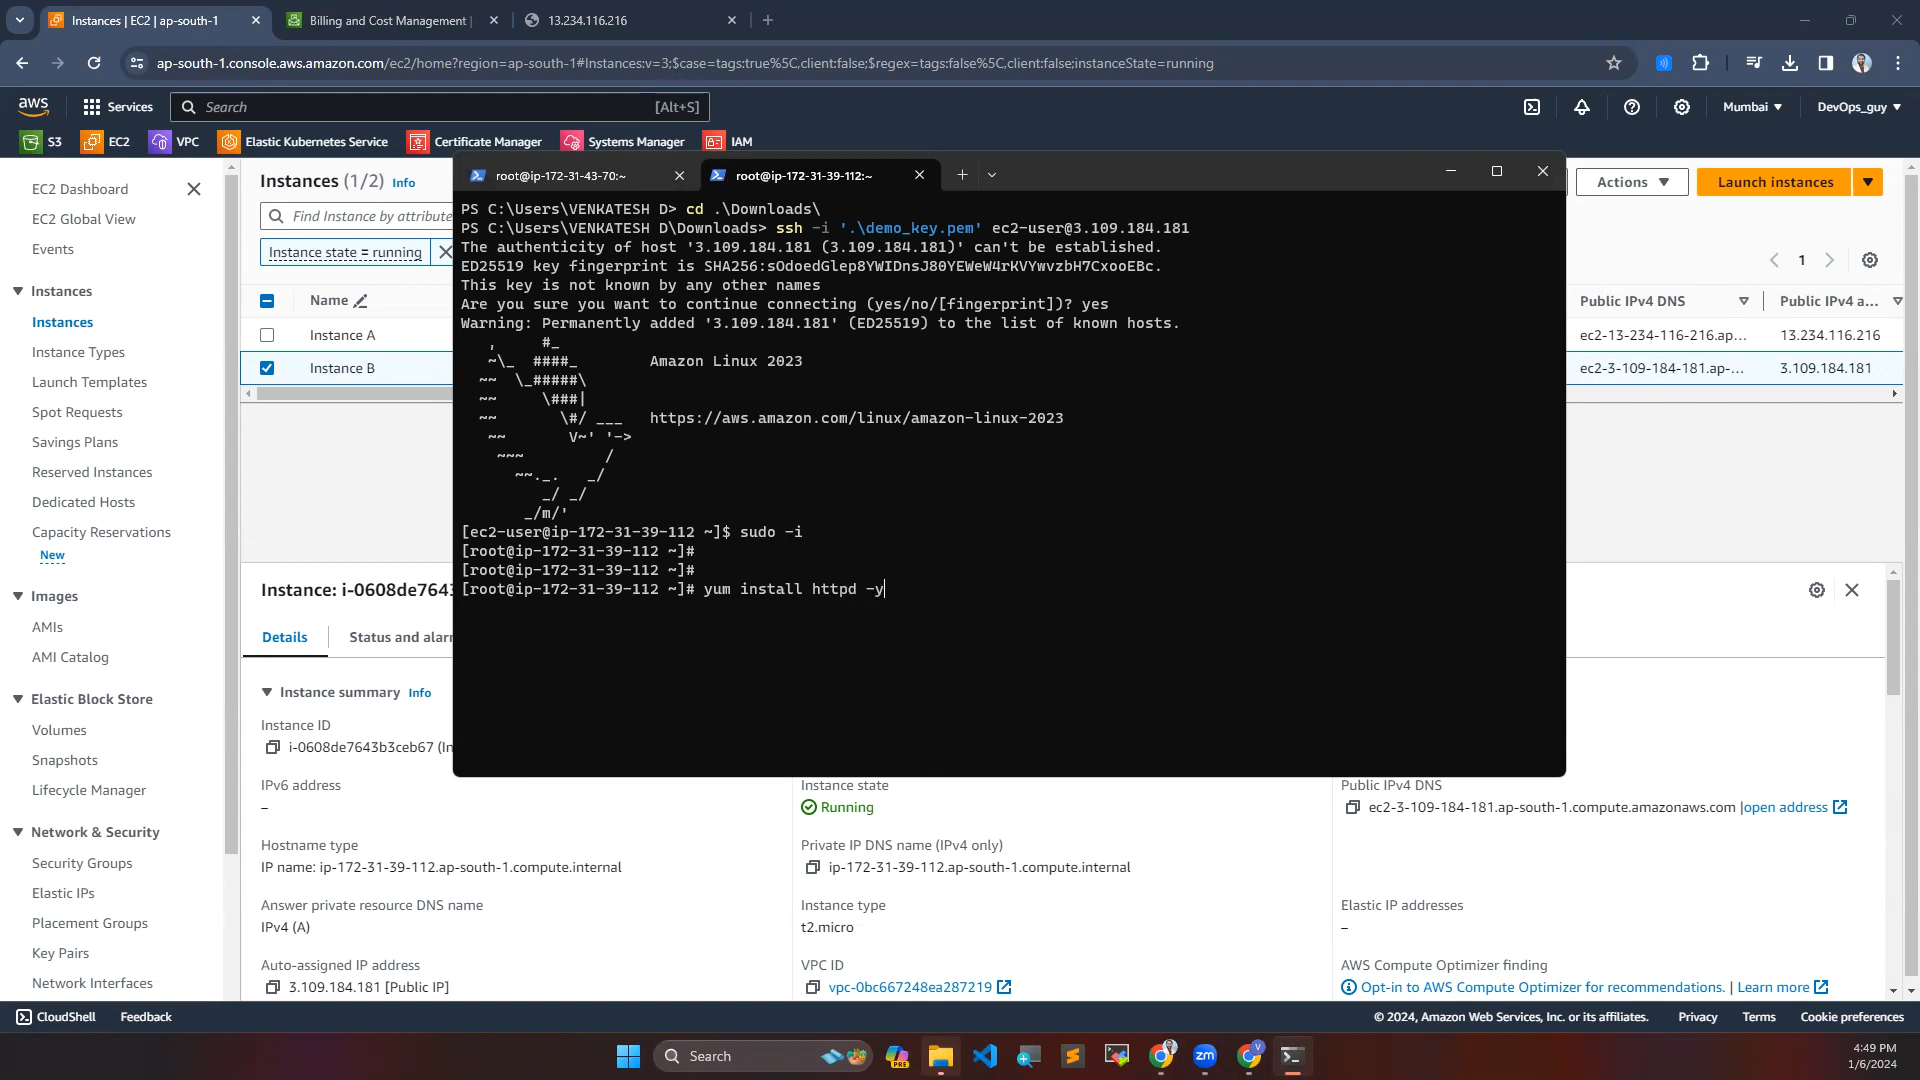 Instances | EC2 | ap-south-1
Billing and Cost Management |
13.234.116.216
ap-south-1.console.aws.amazon.com/ec2/home?region=ap-south-1#Instances:v=3;$case=tags:true%5C,client:false;$regex=tags:false%5C,client:false;instanceState=running
aws
Services
Search
[Alt+S]
Mumbai
DevOps_guy
S3
EC2
VPC
Elastic Kubernetes Service
Certificate Manager
Systems Manager
IAM
EC2 Dashboard
EC2 Global View
Events
Instances
Instances
Instance Types
Launch Templates
Spot Requests
Savings Plans
Reserved Instances
Dedicated Hosts
Capacity Reservations
New
Images
AMIs
AMI Catalog
Elastic Block Store
Volumes
Snapshots
Lifecycle Manager
Network & Security
Security Groups
Elastic IPs
Placement Groups
Key Pairs
Network Interfaces
Instances (1/2) Info
Find Instance by attribute
Instance state = running
Name
Instance A
Instance B
Actions
Launch instances
1
Public IPv4 DNS
Public IPv4 a...
ec2-13-234-116-216.ap...
13.234.116.216
ec2-3-109-184-181.ap-...
3.109.184.181
root@ip-172-31-43-70:~
root@ip-172-31-39-112:~
PS C:\Users\VENKATESH D> cd .\Downloads\
PS C:\Users\VENKATESH D\Downloads> ssh -i '.\demo_key.pem' ec2-user@3.109.184.181
The authenticity of host '3.109.184.181 (3.109.184.181)' can't be established.
ED25519 key fingerprint is SHA256:sOdoedGlep8YWIDnsJ80YEWeW4rKVYwvzbH7CxooEBc.
This key is not known by any other names
Are you sure you want to continue connecting (yes/no/[fingerprint])? yes
Warning: Permanently added '3.109.184.181' (ED25519) to the list of known hosts.
   ,     #_
   ~\_  ####_        Amazon Linux 2023
  ~~  \_#####\
  ~~     \###|
  ~~       \#/ ___   https://aws.amazon.com/linux/amazon-linux-2023
   ~~       V~' '->
    ~~~         /
      ~~._.   _/
         _/ _/
       _/m/'
[ec2-user@ip-172-31-39-112 ~]$ sudo -i
[root@ip-172-31-39-112 ~]#
[root@ip-172-31-39-112 ~]#
[root@ip-172-31-39-112 ~]# yum install httpd -y
Instance: i-0608de7643
Details
Status and alarr
Instance summary Info
Instance ID
i-0608de7643b3ceb67 (In
IPv6 address
–
Instance state
Running
Public IPv4 DNS
ec2-3-109-184-181.ap-south-1.compute.amazonaws.com |open address
Hostname type
IP name: ip-172-31-39-112.ap-south-1.compute.internal
Private IP DNS name (IPv4 only)
ip-172-31-39-112.ap-south-1.compute.internal
Answer private resource DNS name
IPv4 (A)
Instance type
t2.micro
Elastic IP addresses
–
Auto-assigned IP address
3.109.184.181 [Public IP]
VPC ID
vpc-0bc667248ea287219
AWS Compute Optimizer finding
Opt-in to AWS Compute Optimizer for recommendations. | Learn more
CloudShell
Feedback
© 2024, Amazon Web Services, Inc. or its affiliates.
Privacy
Terms
Cookie preferences
Search
PRE
zm
V
4:49 PM
1/6/2024